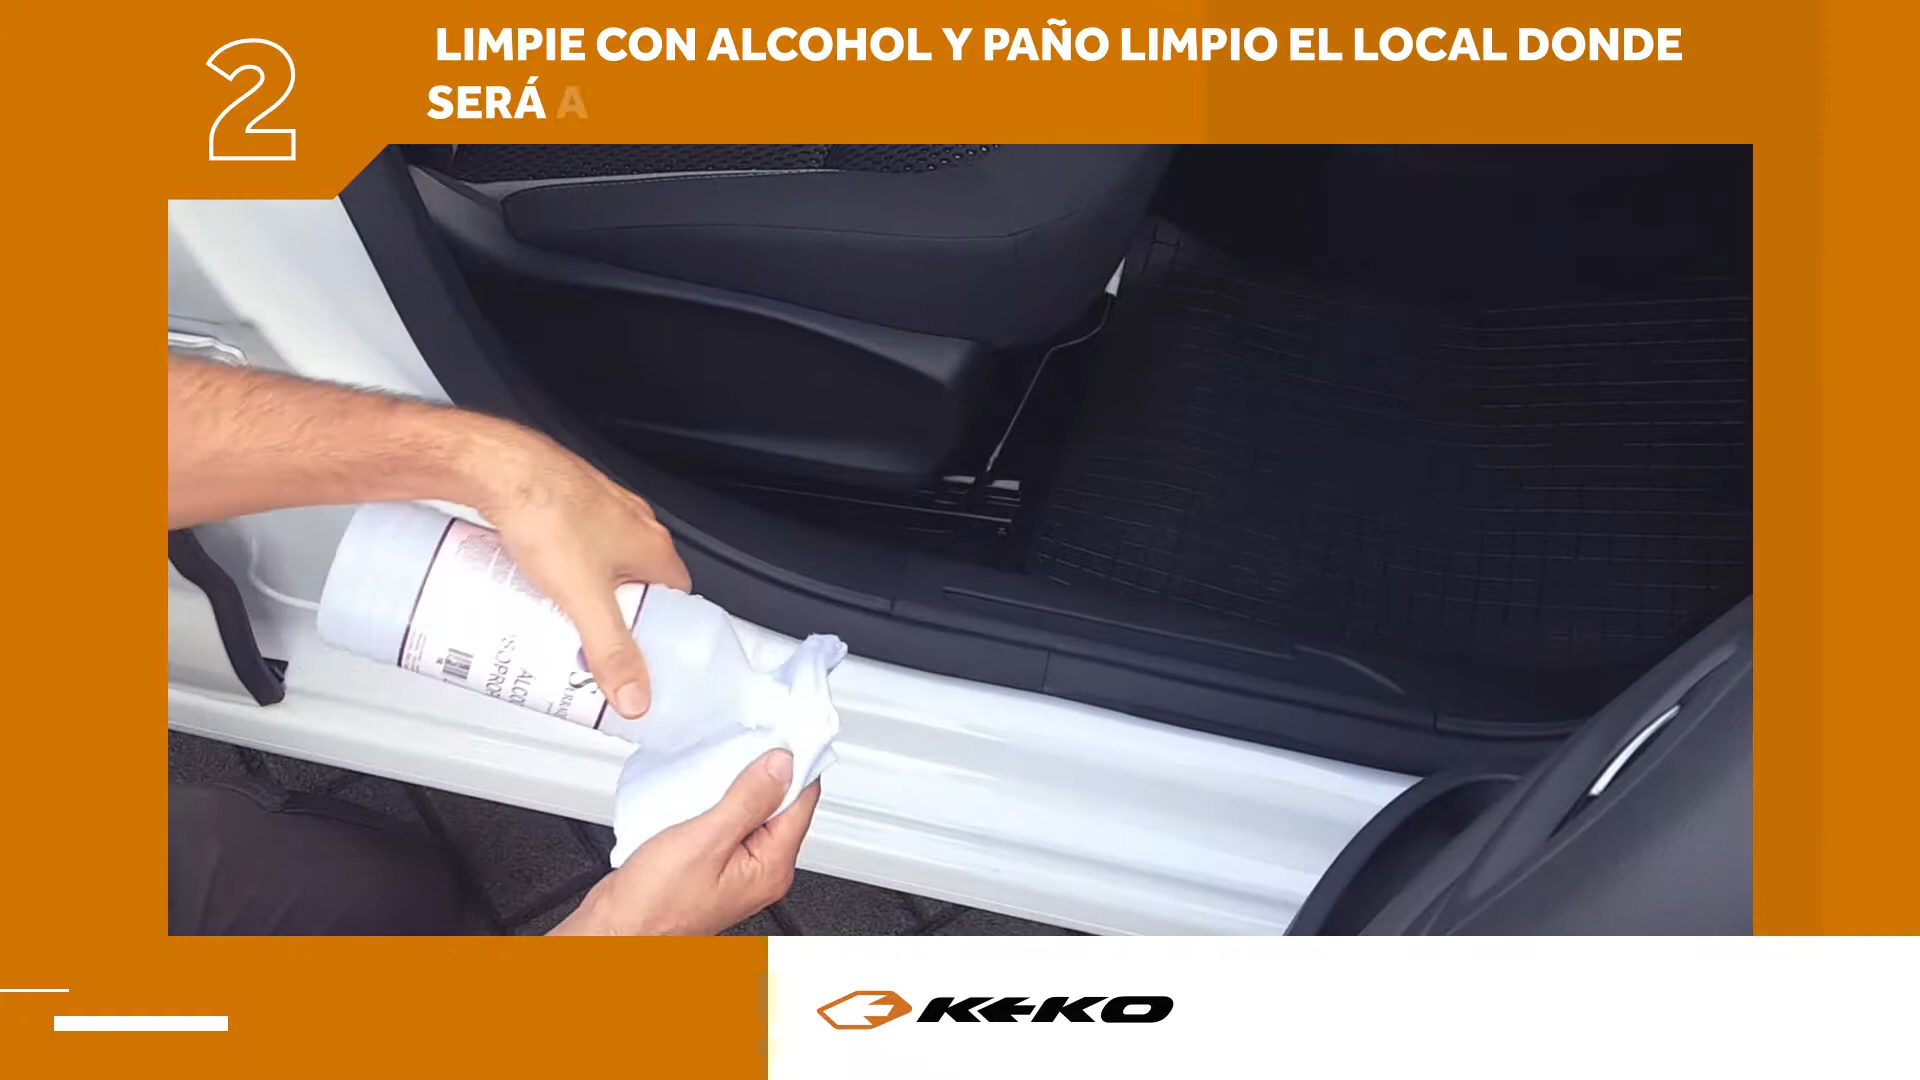 2
LIMPIE CON ALCOHOL Y PAÑO LIMPIO EL LOCAL DONDE
SERÁ A
KEKO